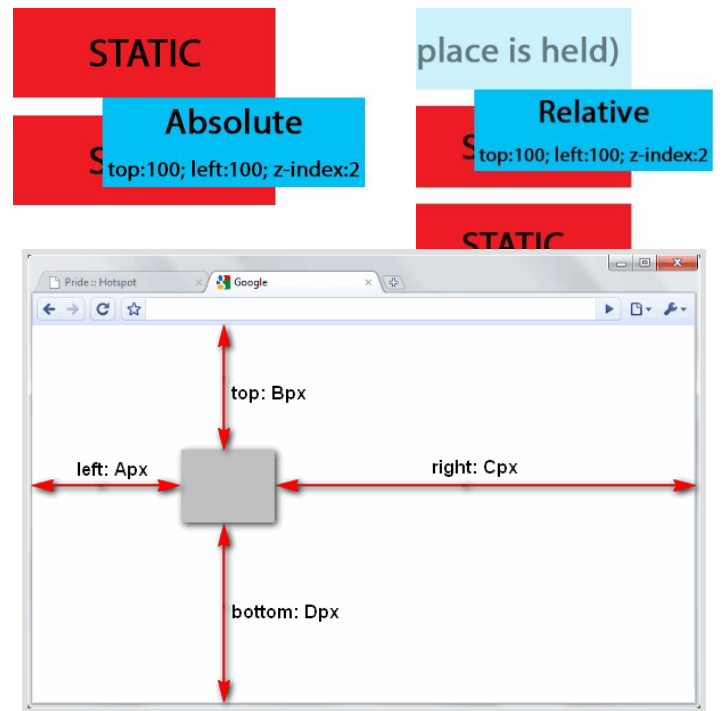 STATIC
Absolute
S
top:100; left:100; z-index:2
place is held)
Relative
S
top:100; left:100; z-index:2
STATIC
Pride :: Hotspot
Google
top: Bpx
left: Apx
right: Cpx
bottom: Dpx